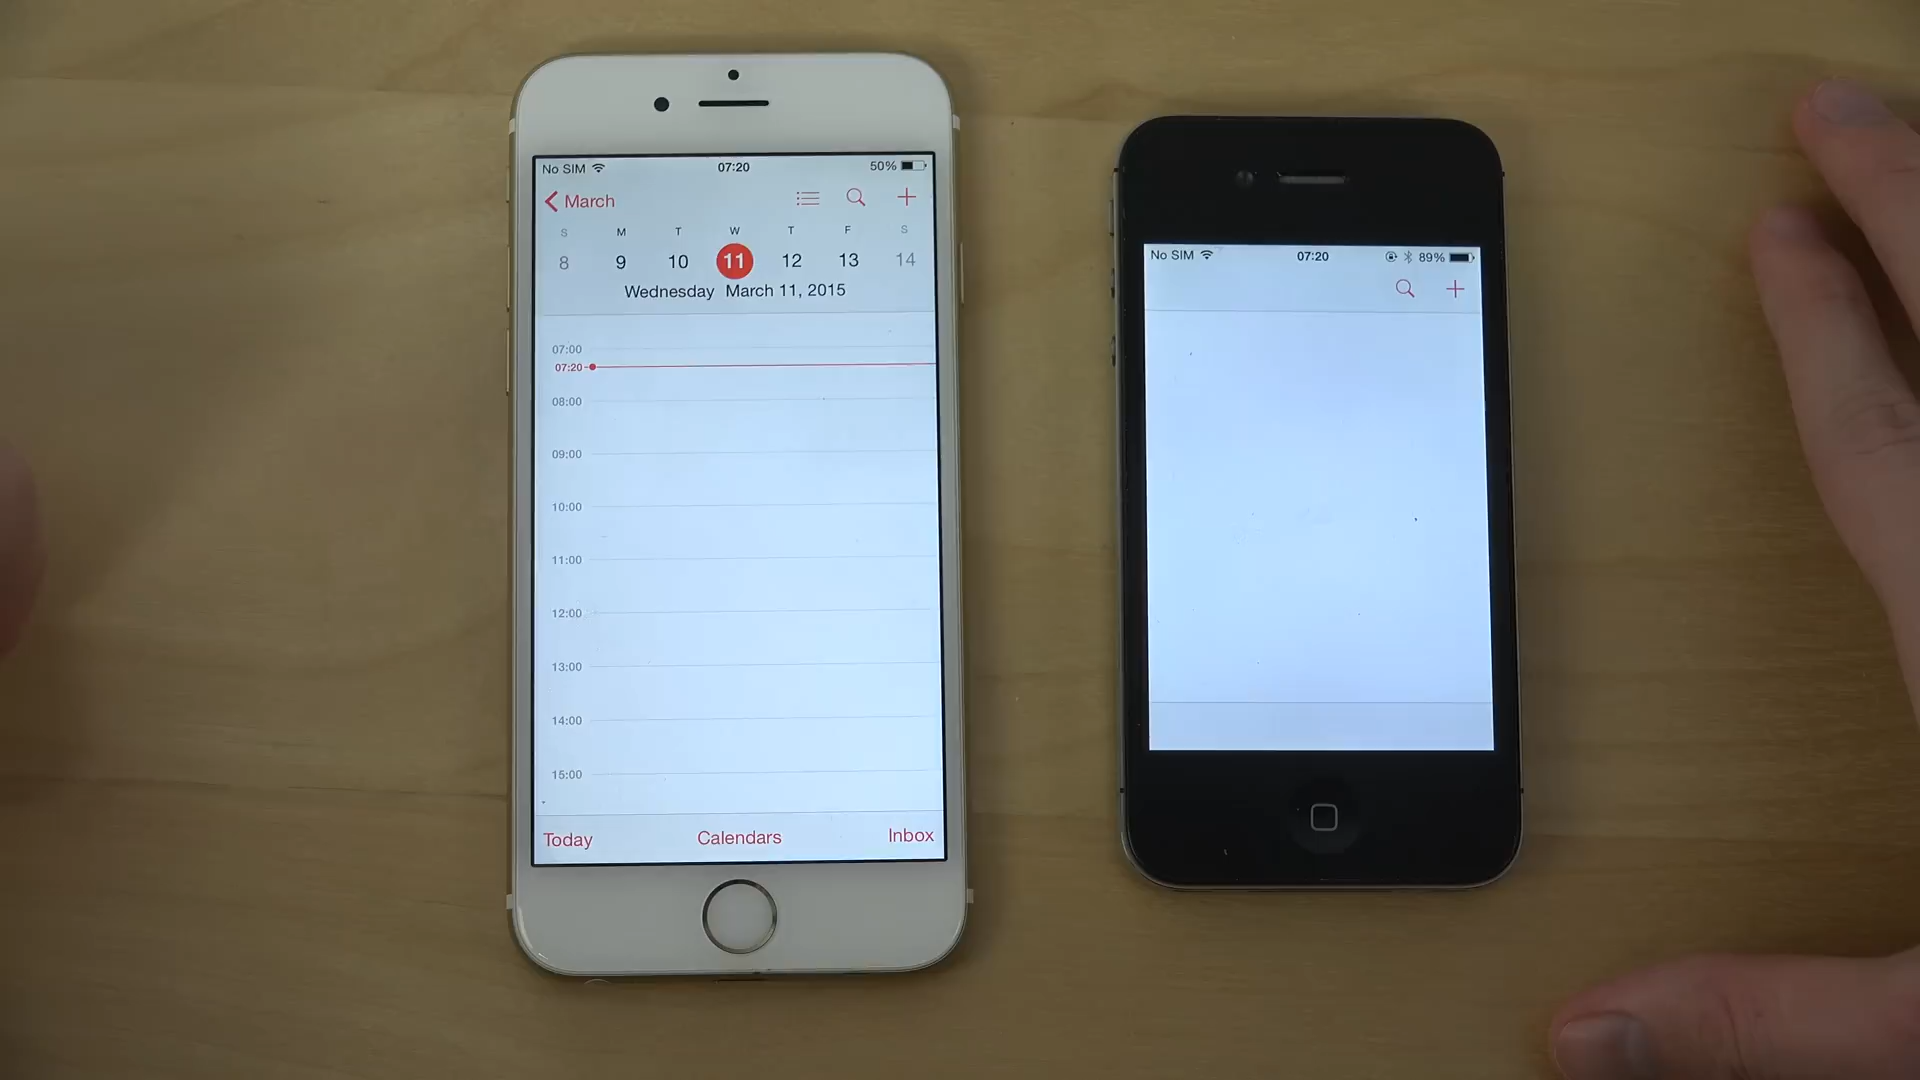 No SIM 07:20 50%
March
S M T W T F S
8 9 10 11 12 13 14
Wednesday March 11, 2015
07:00
07:20
08:00
09:00
10:00
11:00
12:00
13:00
14:00
15:00
Today Calendars Inbox
No SIM 07:20 89%